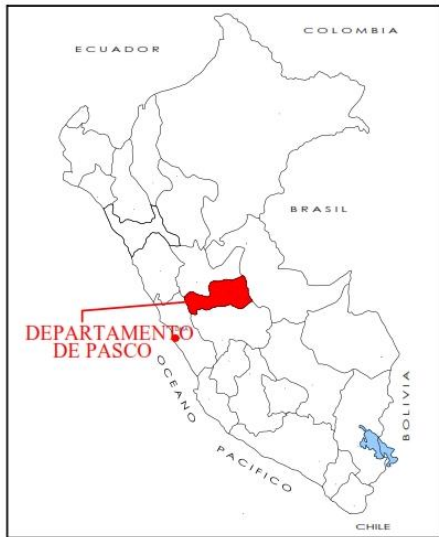 COLOMBIA
ECUADOR
BRASIL
DEPARTAMENTO
DE PASCO
BOLIVIA
OCEANO
PACIFICO
CHILE